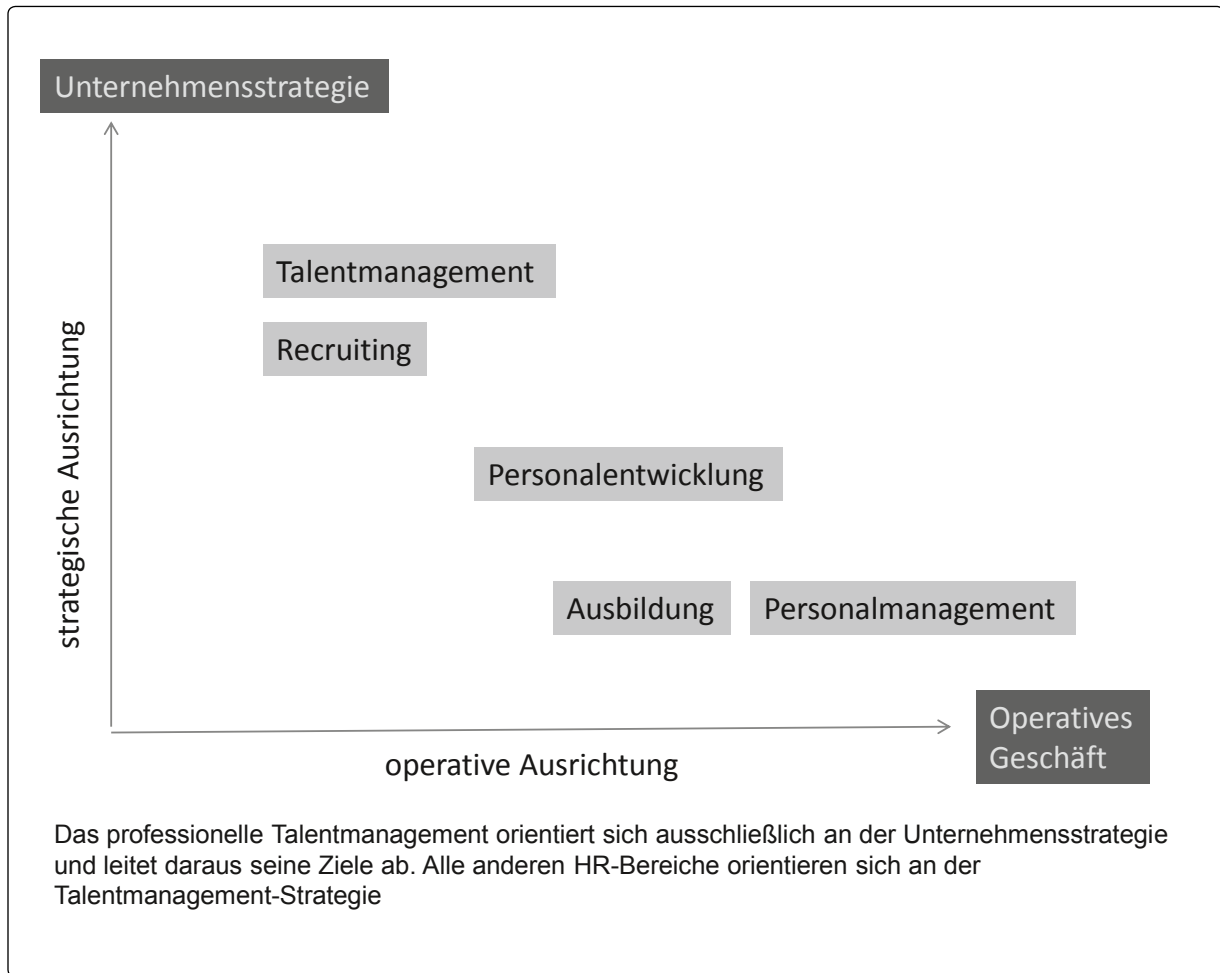 Unternehmensstrategie
Talentmanagement
Recruiting
strategische Ausrichtung
Personalentwicklung
Ausbildung
Personalmanagement
Operatives
Geschäft
operative Ausrichtung
Das professionelle Talentmanagement orientiert sich ausschließlich an der Unternehmensstrategie
und leitet daraus seine Ziele ab. Alle anderen HR-Bereiche orientieren sich an der
Talentmanagement-Strategie